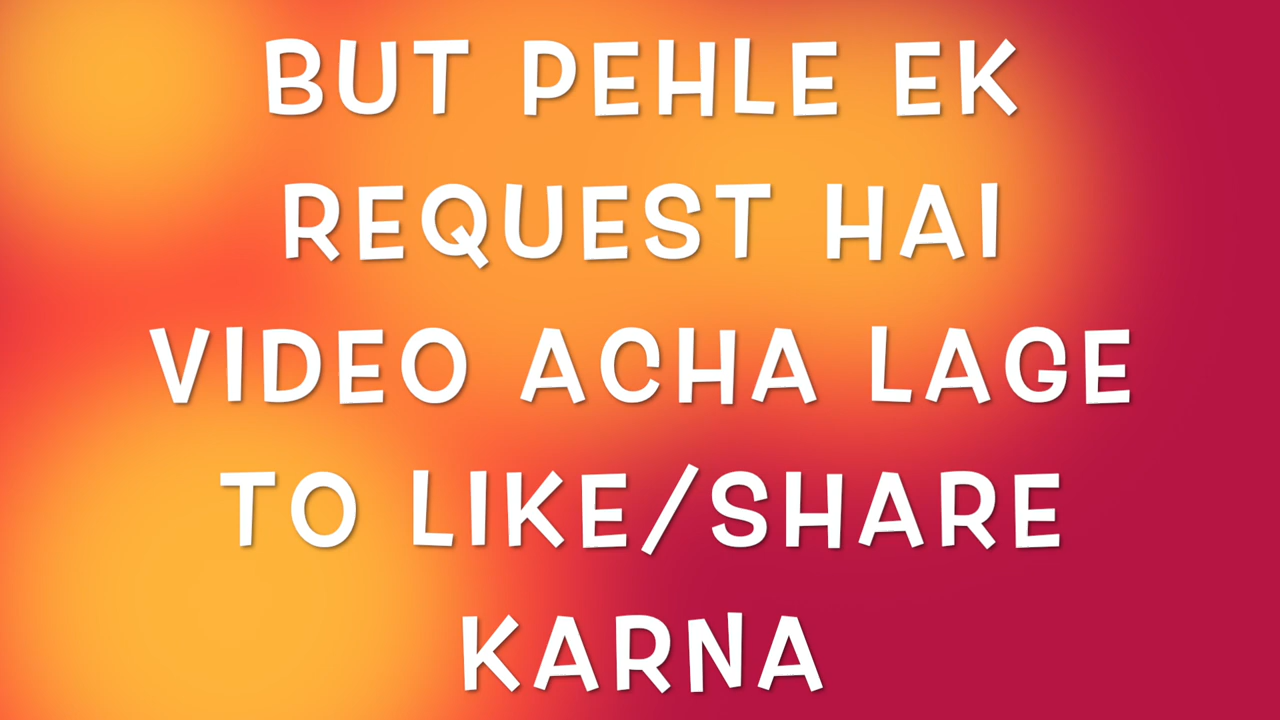 BUT PEHLE EK
REQUEST HAI
VIDEO ACHA LAGE
TO LIKE/SHARE
KARNA